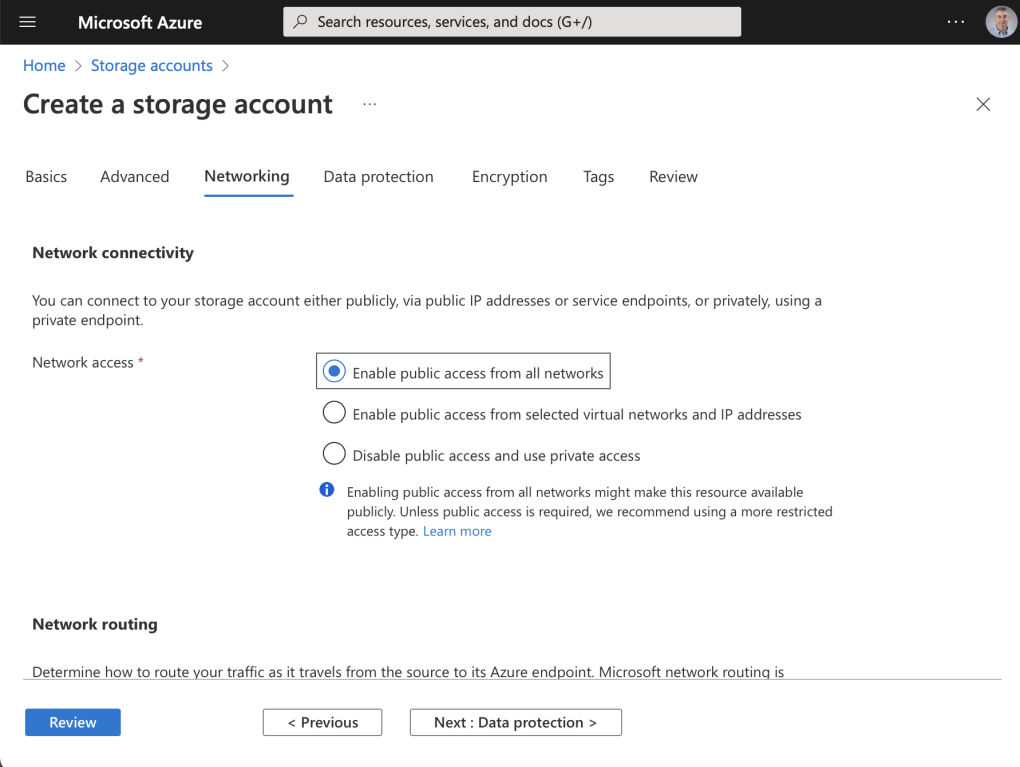 Microsoft Azure
Search resources, services, and docs (G+/)
...
Home > Storage accounts >
Create a storage account ...
Basics Advanced Networking Data protection Encryption Tags Review
Network connectivity
You can connect to your storage account either publicly, via public IP addresses or service endpoints, or privately, using a
private endpoint.
Network access *
Enable public access from all networks
Enable public access from selected virtual networks and IP addresses
Disable public access and use private access
Enabling public access from all networks might make this resource available
publicly. Unless public access is required, we recommend using a more restricted
access type. Learn more
Network routing
Determine how to route your traffic as it travels from the source to its Azure endpoint. Microsoft network routing is
Review < Previous Next : Data protection >